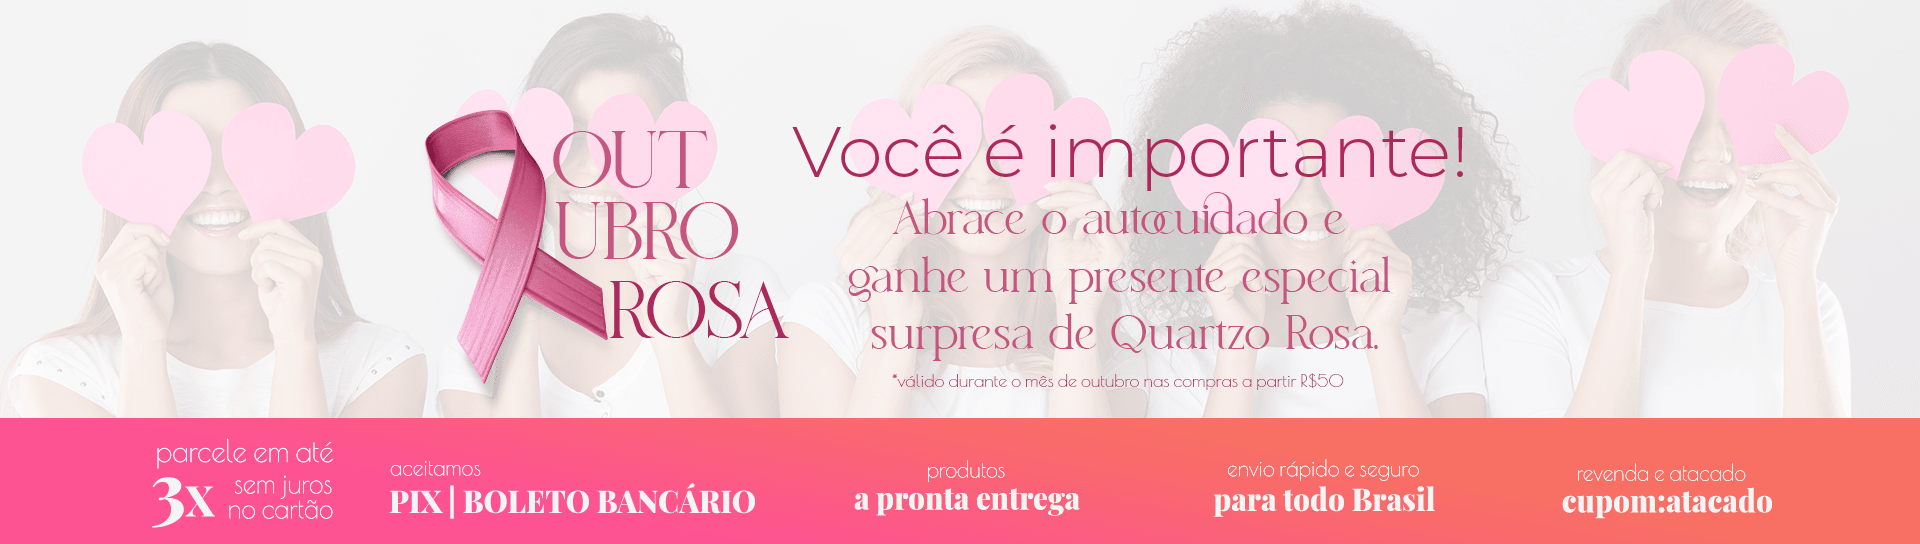 OUT
UBRO
ROSA
Você é importante!
Abrace o autocuidado e
ganhe um presente especial
surpresa de Quartzo Rosa.
*válido durante o mês de outubro nas compras a partir R$50
parcele em até
3x sem juros
no cartão
aceitamos
PIX | BOLETO BANCÁRIO
produtos
a pronta entrega
envio rápido e seguro
para todo Brasil
revenda e atacado
cupom:atacado